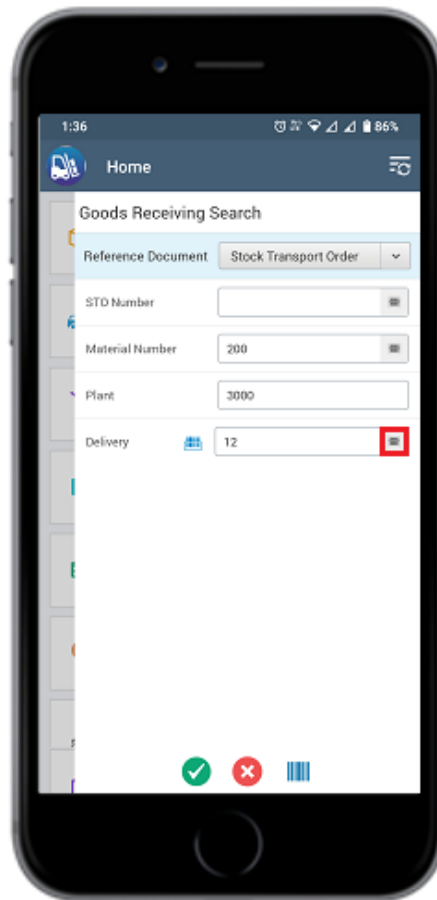 1:36
86%
Home
Goods Receiving Search
Reference Document Stock Transport Order
STO Number
Material Number 200
Plant 3000
Delivery 12